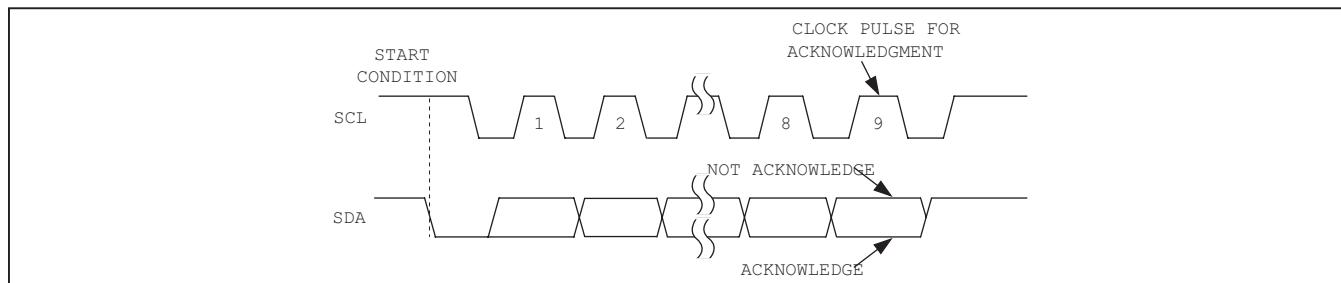 CLOCK PULSE FOR
ACKNOWLEDGMENT
START
CONDITION
SCL
1
2
8
9
NOT ACKNOWLEDGE
SDA
ACKNOWLEDGE